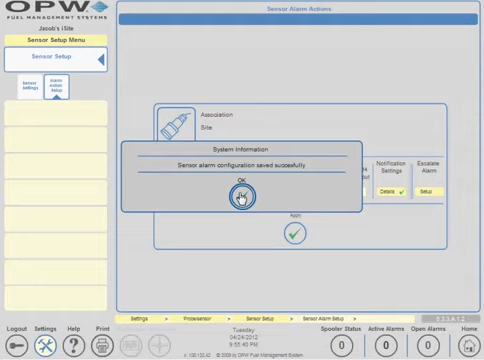 OPW
FUEL MANAGEMENT SYSTEMS
Sensor Alarm Actions
Jacob's iSite
Sensor Setup Menu
Sensor Setup
Sensor Settings
Alarm Action Setup
Association
Site
System Information
Sensor alarm configuration saved succesfully
OK
Notification Settings
Escalate Alarm
Details
Setup
Apply
Settings > Probe/sensor > Sensor Setup > Sensor Alarm Setup
Logout Settings Help Print
Tuesday
04/24/2012
9:55:40 PM
Spooler Status Active Alarms Open Alarms Home
0 0 0
© 2009 by OPW Fuel Management System